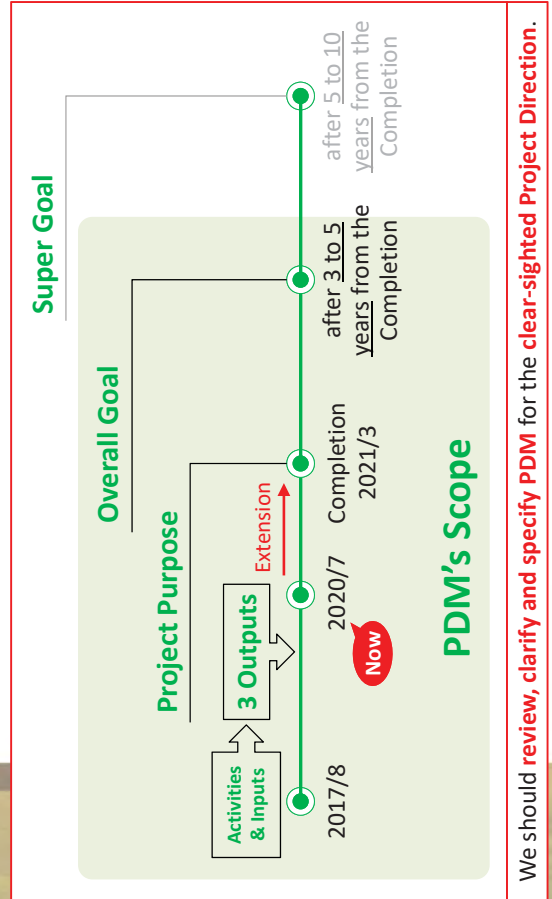 Super Goal
Overall Goal
Project Purpose
Activities
& Inputs
3 Outputs
Extension
2017/8
2020/7
Now
Completion
2021/3
after 3 to 5
years from the
Completion
after 5 to 10
years from the
Completion
PDM's Scope
We should review, clarify and specify PDM for the clear-sighted Project Direction.